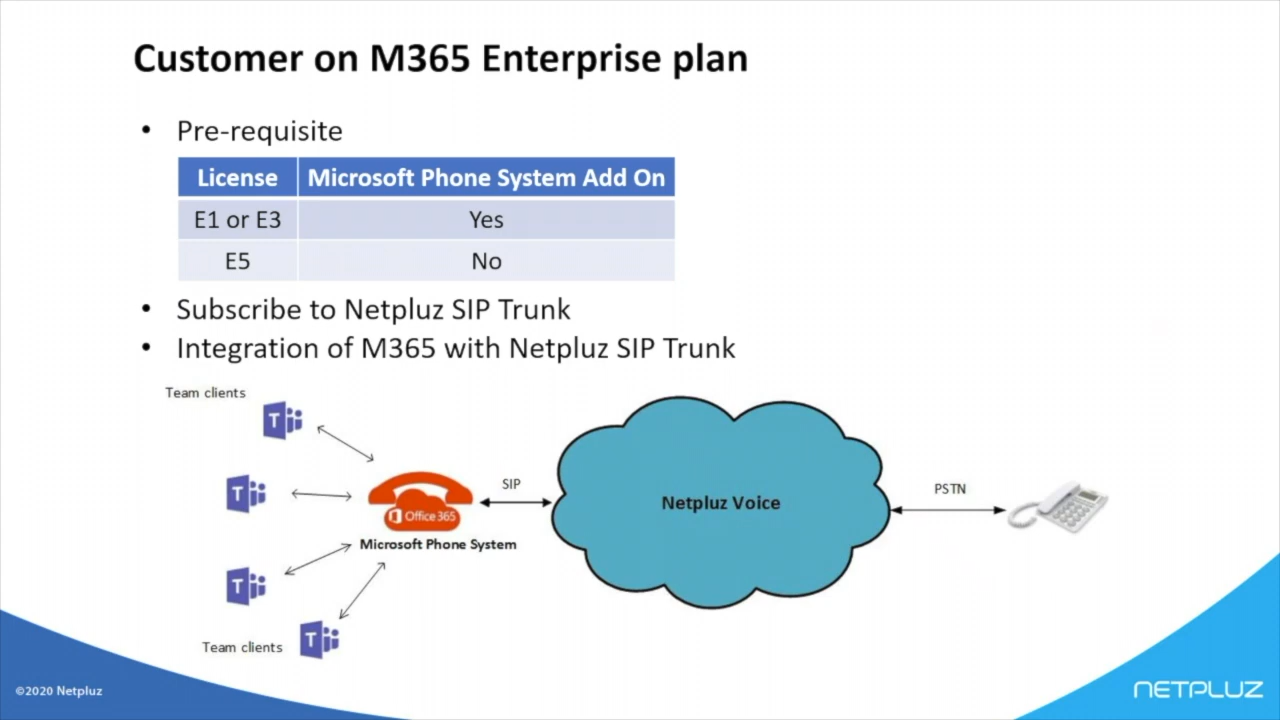 Customer on M365 Enterprise plan
• Pre-requisite
License Microsoft Phone System Add On
E1 or E3 Yes
E5 No
• Subscribe to Netpluz SIP Trunk
• Integration of M365 with Netpluz SIP Trunk
Team clients
T
T
T
T
Office 365
Microsoft Phone System
SIP
Netpluz Voice
PSTN
Team clients
©2020 Netpluz
NETPLUZ